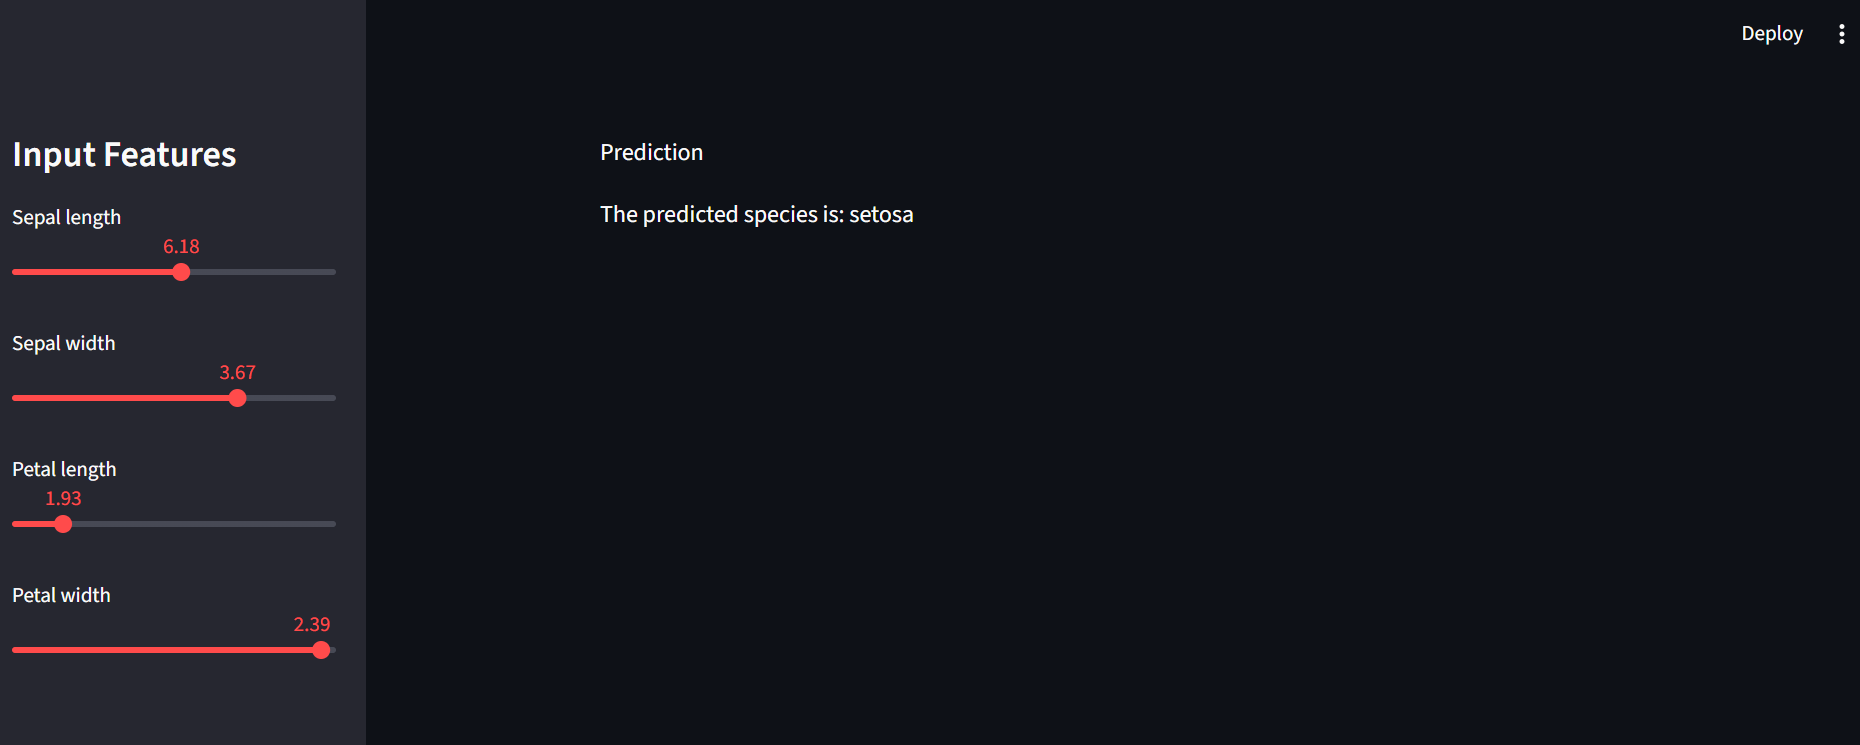 Deploy
Input Features
Sepal length
6.18
Sepal width
3.67
Petal length
1.93
Petal width
2.39
Prediction
The predicted species is: setosa